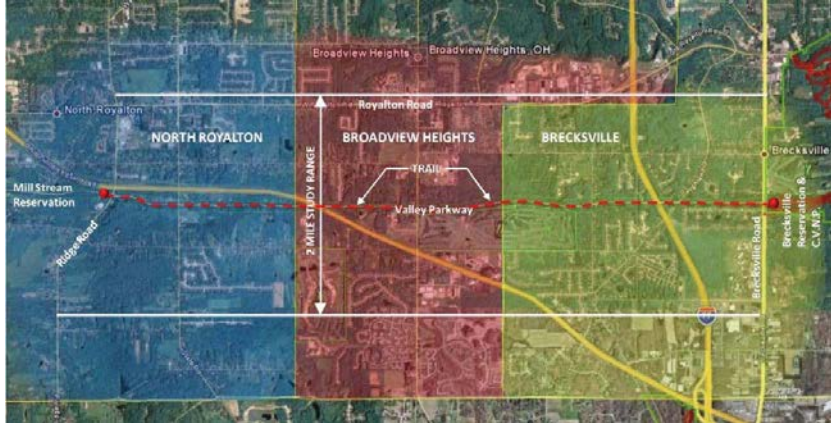 Broadview Heights
Broadview Heights, OH
North Royalton
Royalton Road
NORTH ROYALTON
BROADVIEW HEIGHTS
BRECKSVILLE
Brecksville
TRAIL
2 MILE STUDY RANGE
Mill Stream
Reservation
Valley Parkway
Ridge Road
Brecksville Road
Brecksville
Reservation &
C.V.N.P.